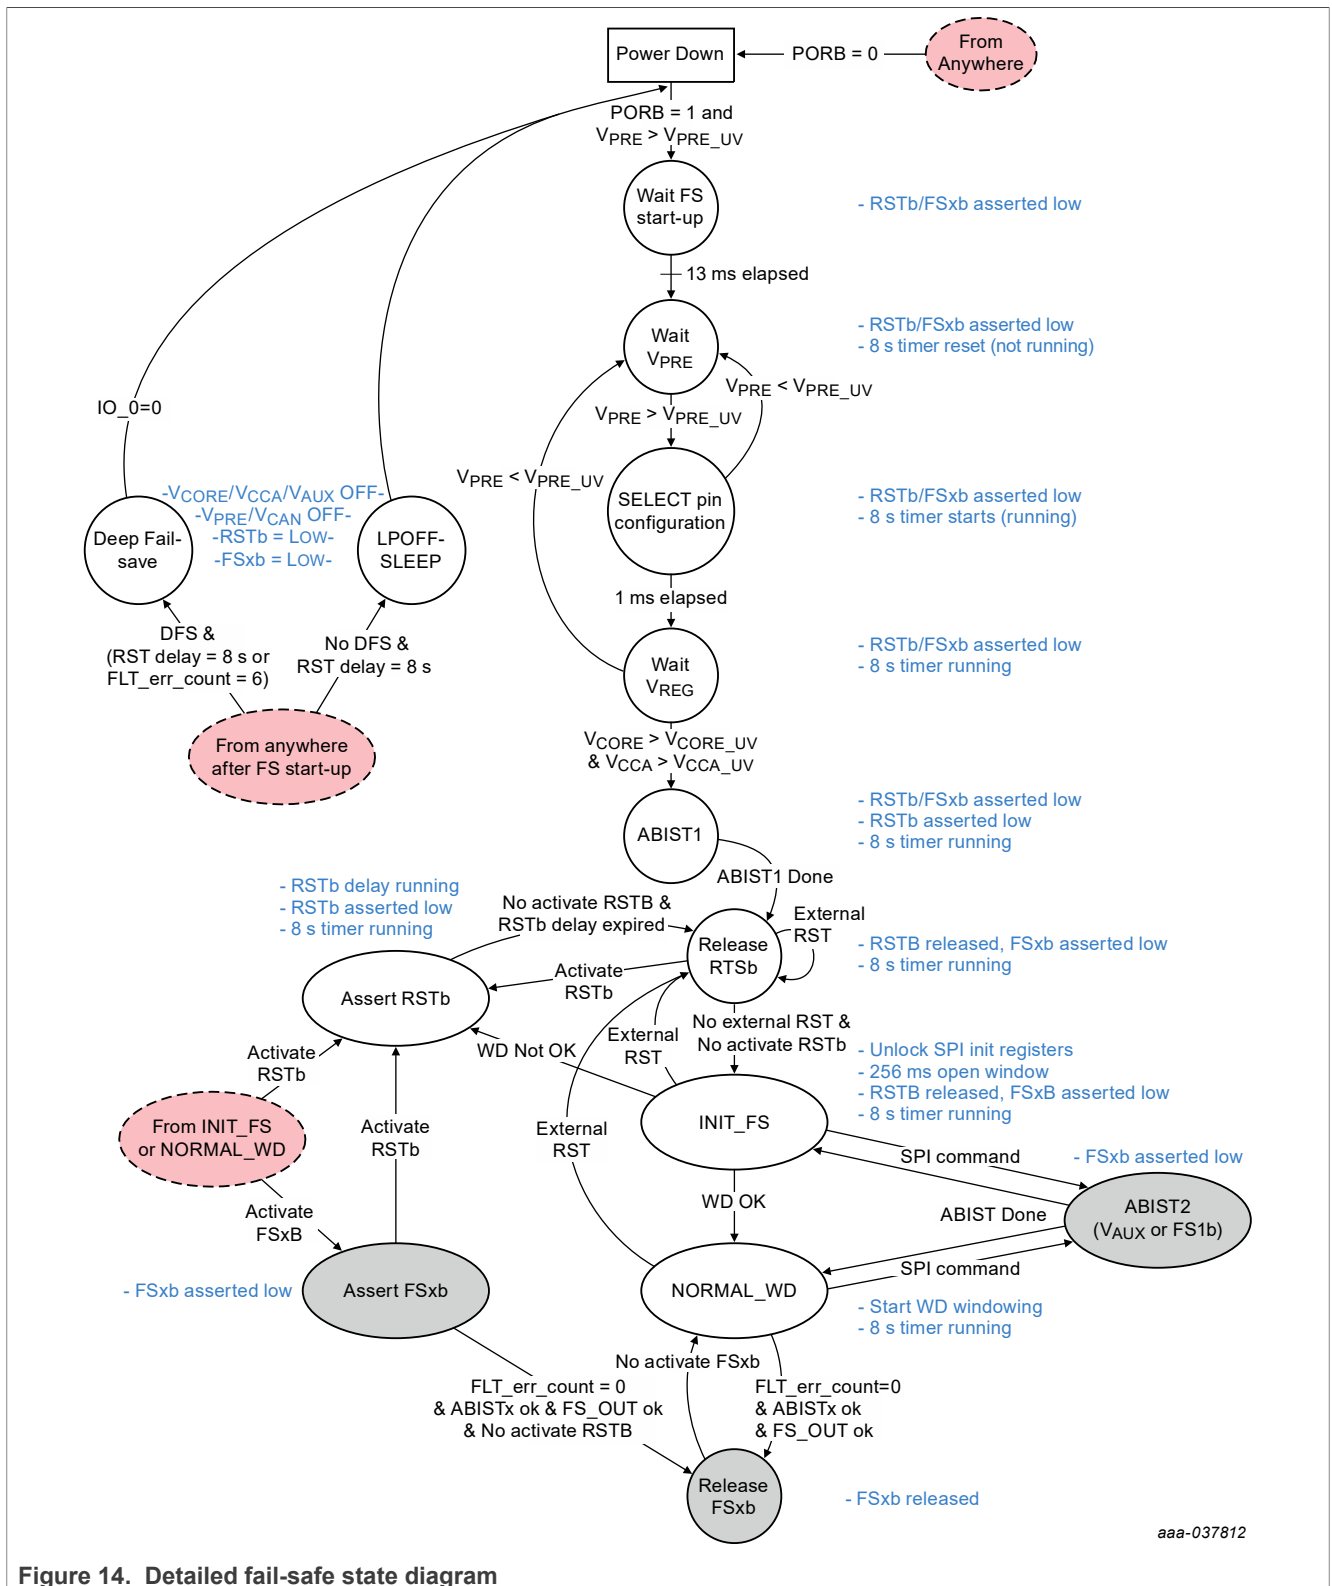 From
Anywhere
PORB = 0
Power Down
PORB = 1 and
VPRE > VPRE_UV
Wait FS
start-up
- RSTb/FSxb asserted low
13 ms elapsed
Wait
VPRE
- RSTb/FSxb asserted low
- 8 s timer reset (not running)
VPRE < VPRE_UV
VPRE > VPRE_UV
IO_0=0
VPRE < VPRE_UV
SELECT pin
configuration
- RSTb/FSxb asserted low
- 8 s timer starts (running)
-VCORE/VCCA/VAUX OFF-
-VPRE/VCAN OFF-
-RSTb = LOW-
-FSxb = LOW-
Deep Fail-
save
LPOFF-
SLEEP
1 ms elapsed
DFS &
(RST delay = 8 s or
FLT_err_count = 6)
No DFS &
RST delay = 8 s
Wait
VREG
- RSTb/FSxb asserted low
- 8 s timer running
From anywhere
after FS start-up
VCORE > VCORE_UV
& VCCA > VCCA_UV
ABIST1
- RSTb/FSxb asserted low
- RSTb asserted low
- 8 s timer running
ABIST1 Done
- RSTb delay running
- RSTb asserted low
- 8 s timer running
No activate RSTB &
RSTb delay expired
External
RST
Release
RTSb
- RSTB released, FSxb asserted low
- 8 s timer running
Activate
RSTb
Assert RSTb
External
RST
No external RST &
No activate RSTb
WD Not OK
Activate
RSTb
- Unlock SPI init registers
- 256 ms open window
- RSTB released, FSxB asserted low
- 8 s timer running
From INIT_FS
or NORMAL_WD
Activate
RSTb
External
RST
INIT_FS
SPI command
- FSxb asserted low
Activate
FSxB
WD OK
ABIST Done
ABIST2
(VAUX or FS1b)
SPI command
- FSxb asserted low
Assert FSxb
NORMAL_WD
- Start WD windowing
- 8 s timer running
No activate FSxb
FLT_err_count = 0
& ABISTx ok & FS_OUT ok
& No activate RSTB
FLT_err_count=0
& ABISTx ok
& FS_OUT ok
Release
FSxb
- FSxb released
aaa-037812
Figure 14. Detailed fail-safe state diagram